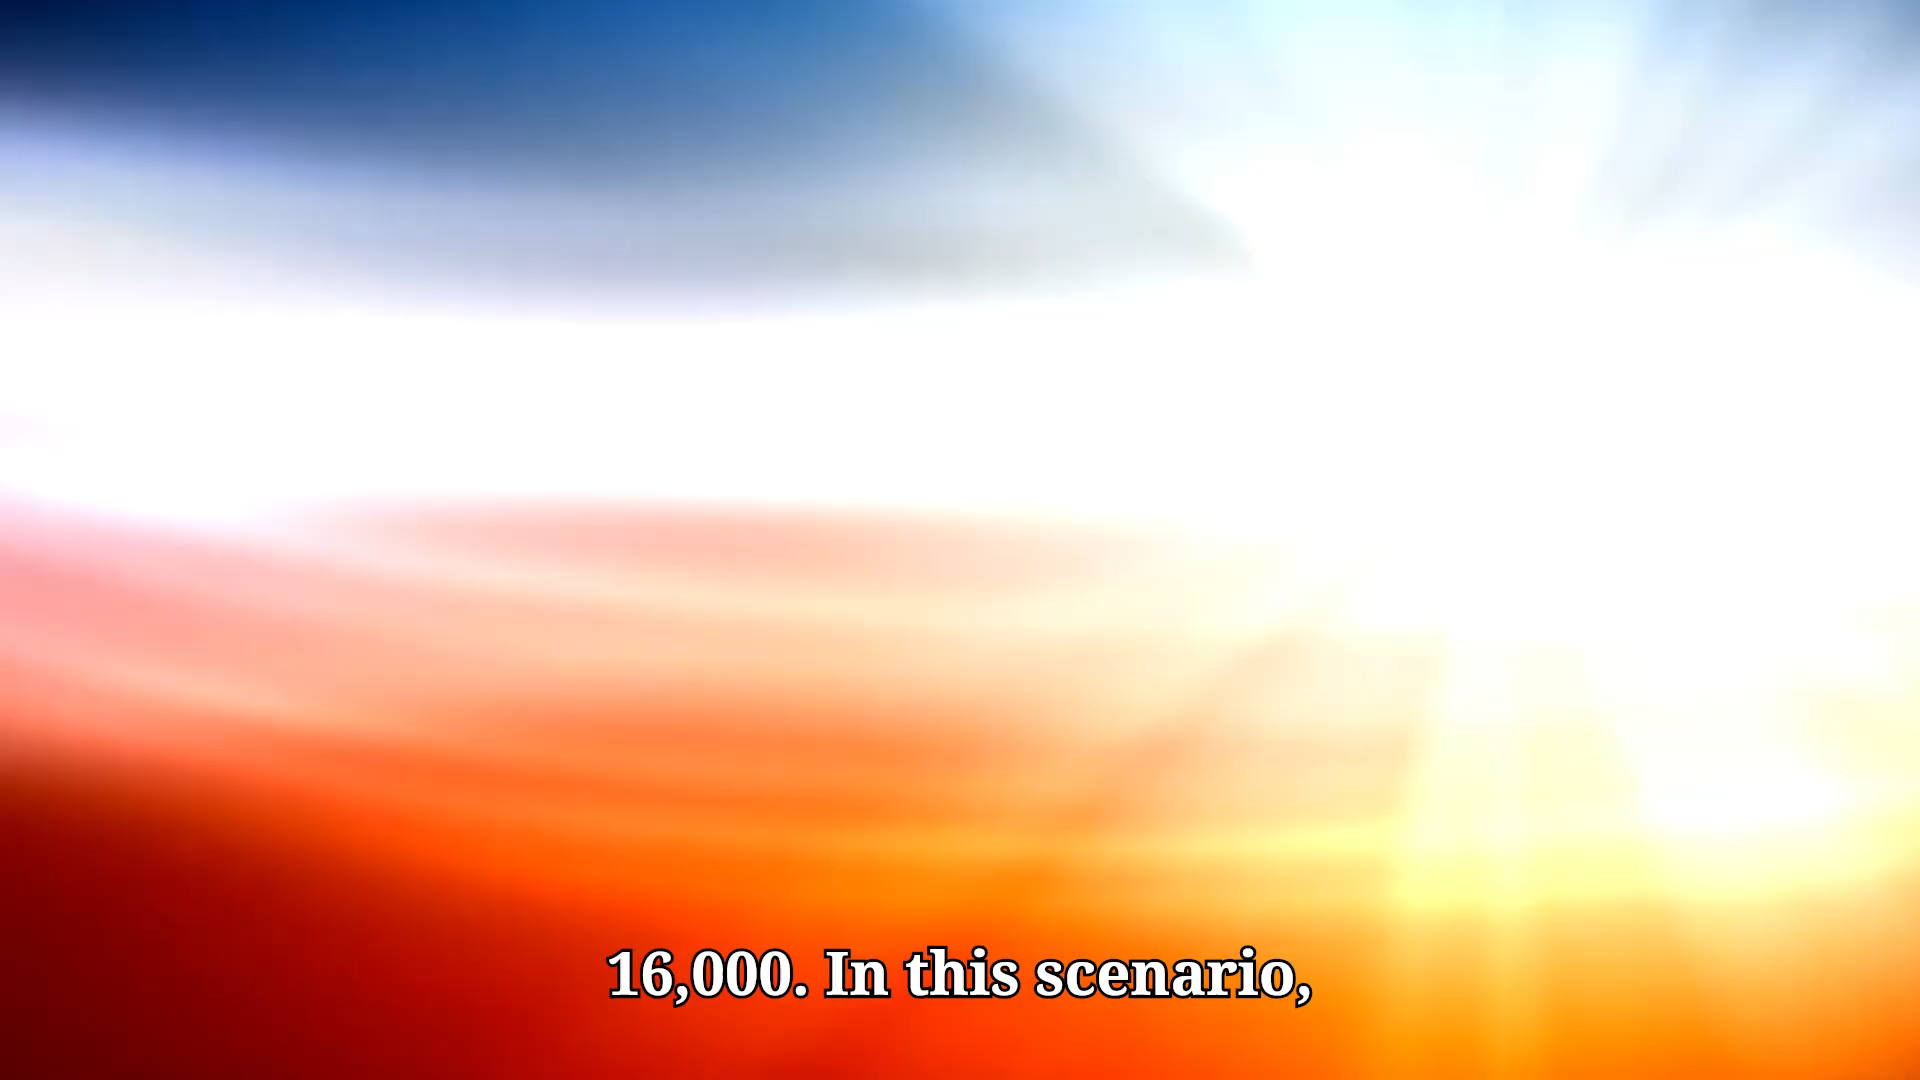 16,000. In this scenario,